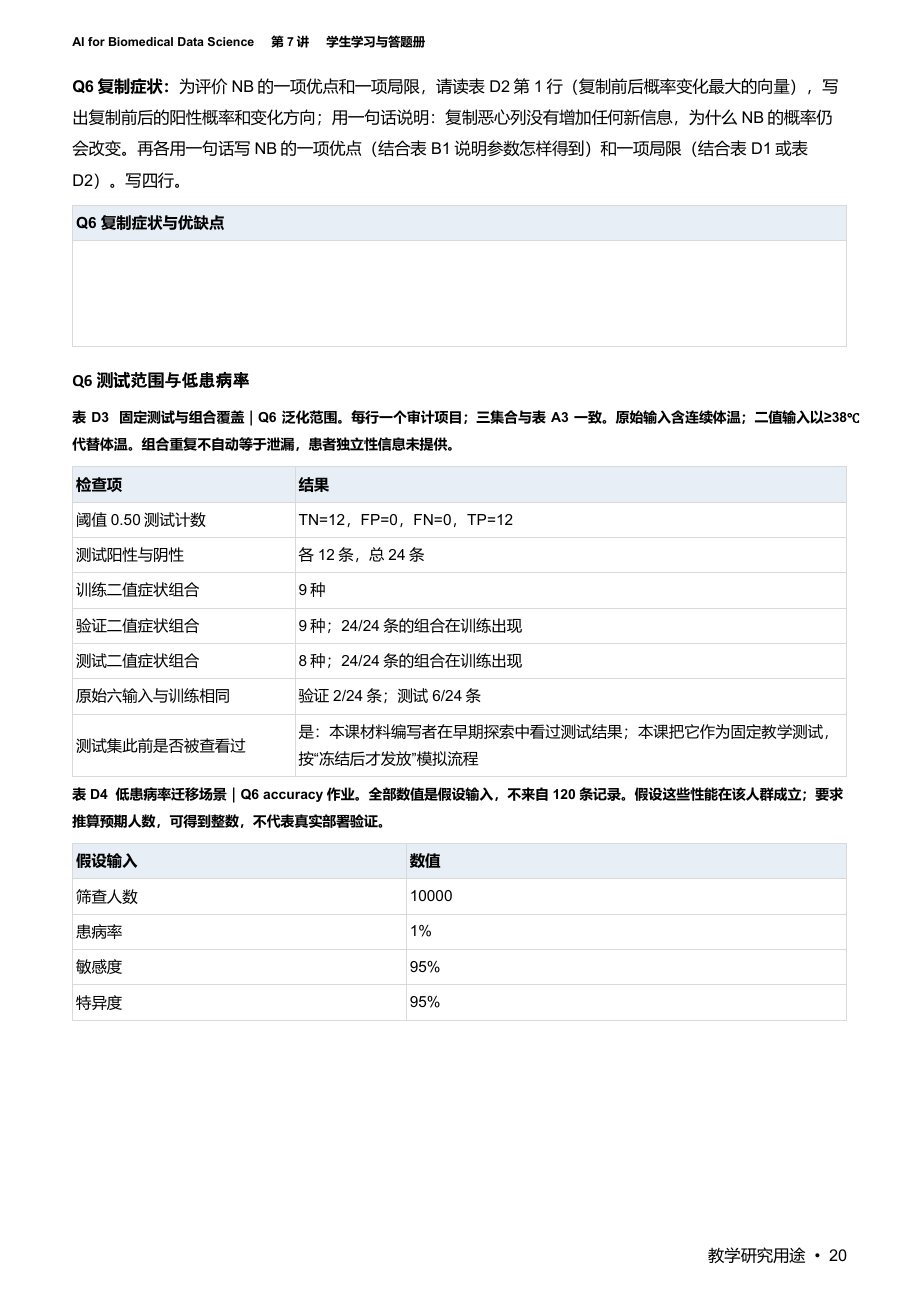 AI for Biomedical Data Science 第 7 讲 学生学习与答题册
Q6 复制症状：为评价 NB 的一项优点和一项局限，请读表 D2 第 1 行（复制前后概率变化最大的向量），写
出复制前后的阳性概率和变化方向；用一句话说明：复制恶心列没有增加任何新信息，为什么 NB 的概率仍
会改变。再各用一句话写 NB 的一项优点（结合表 B1 说明参数怎样得到）和一项局限（结合表 D1 或表
D2）。写四行。
Q6 复制症状与优缺点
Q6 测试范围与低患病率
表 D3 固定测试与组合覆盖｜Q6 泛化范围。每行一个审计项目；三集合与表 A3 一致。原始输入含连续体温；二值输入以≥38℃
代替体温。组合重复不自动等于泄漏，患者独立性信息未提供。
检查项 结果
阈值 0.50 测试计数 TN=12，FP=0，FN=0，TP=12
测试阳性与阴性 各 12 条，总 24 条
训练二值症状组合 9 种
验证二值症状组合 9 种；24/24 条的组合在训练出现
测试二值症状组合 8 种；24/24 条的组合在训练出现
原始六输入与训练相同 验证 2/24 条；测试 6/24 条
测试集此前是否被查看过 是：本课材料编写者在早期探索中看过测试结果；本课把它作为固定教学测试，
按“冻结后才发放”模拟流程
表 D4 低患病率迁移场景｜Q6 accuracy 作业。全部数值是假设输入，不来自 120 条记录。假设这些性能在该人群成立；要求
推算预期人数，可得到整数，不代表真实部署验证。
假设输入 数值
筛查人数 10000
患病率 1%
敏感度 95%
特异度 95%
教学研究用途 • 20